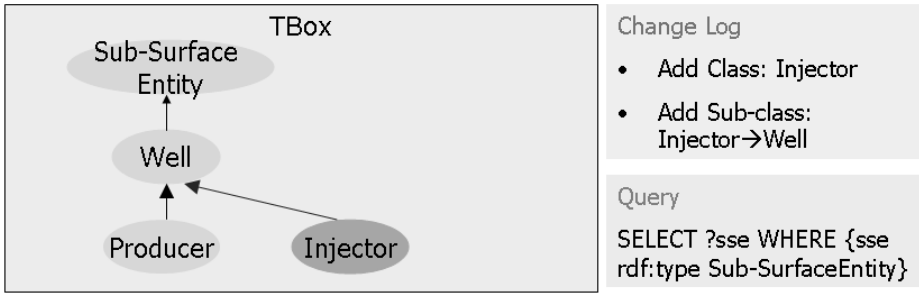 TBox
Sub-Surface
Entity
Well
Producer
Injector
Change Log
• Add Class: Injector
• Add Sub-class:
Injector→Well
Query
SELECT ?sse WHERE {sse
rdf:type Sub-SurfaceEntity}